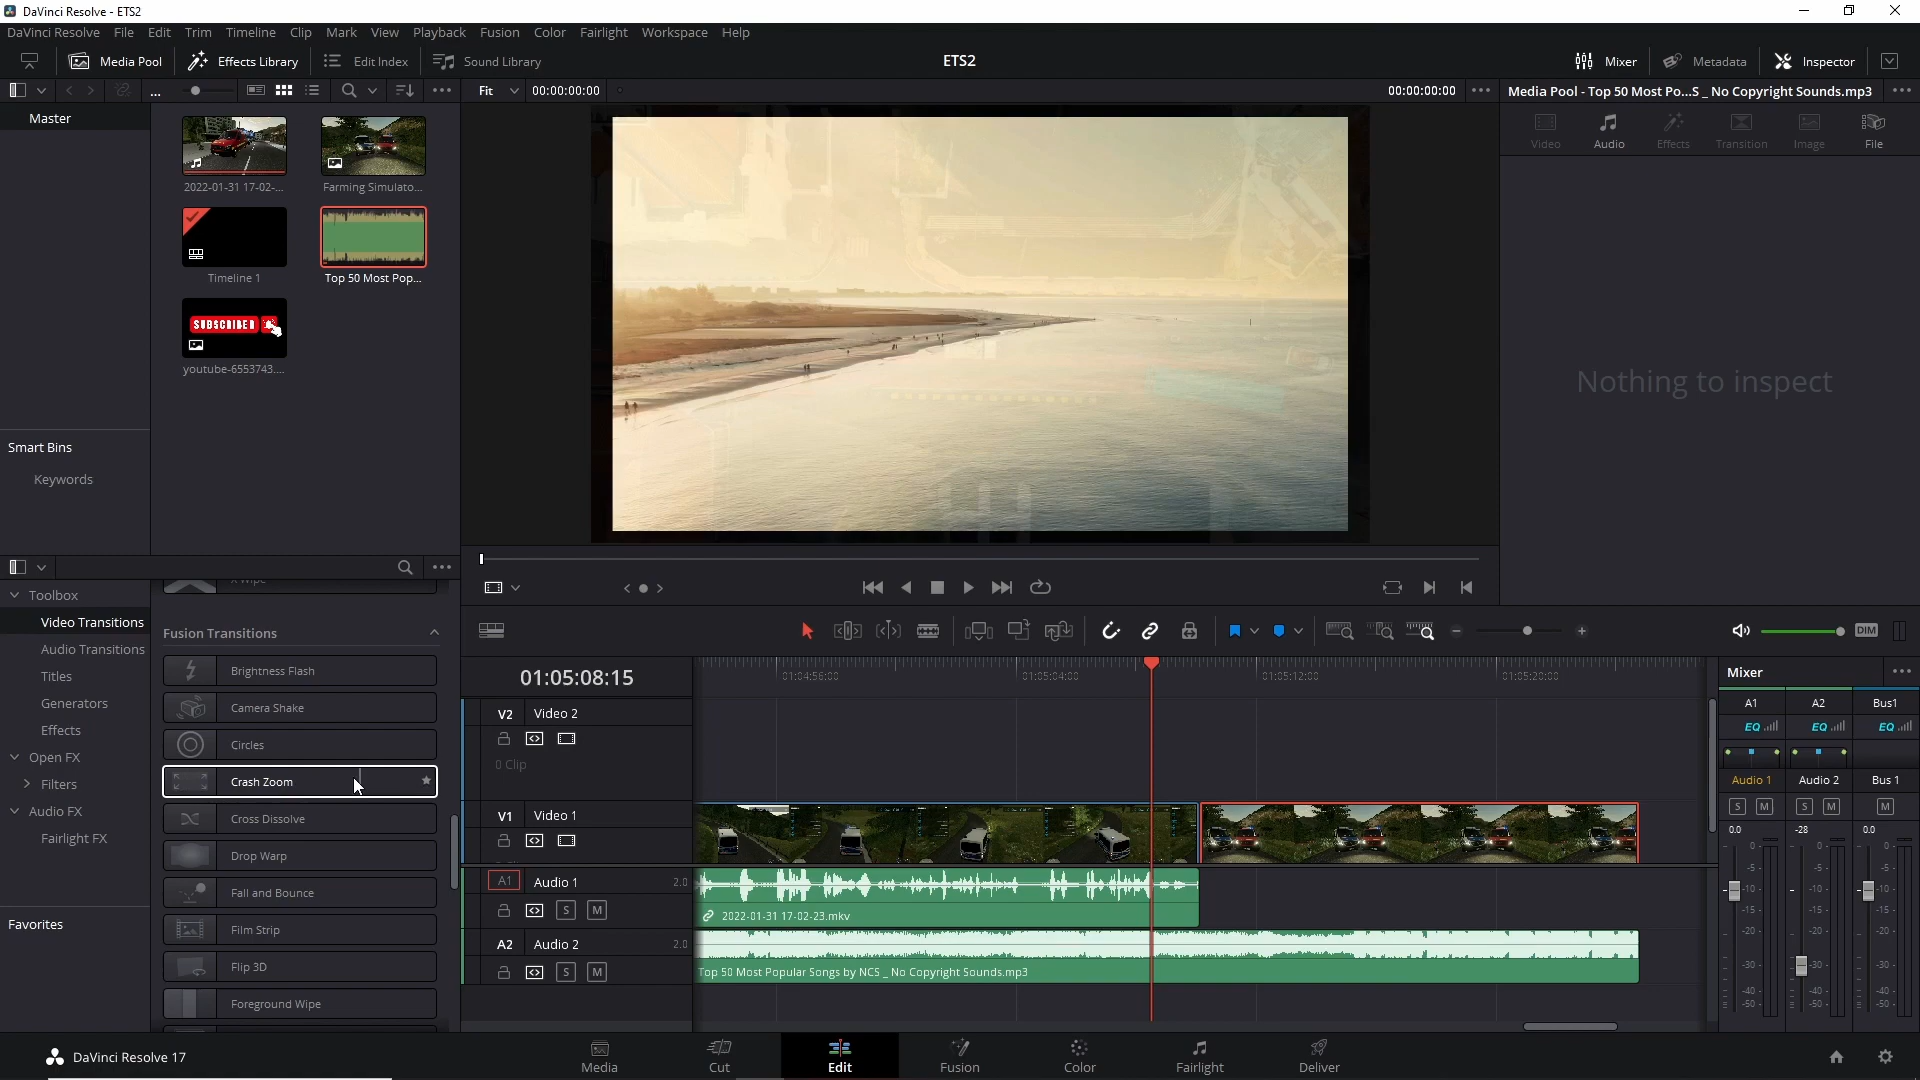 DaVinci Resolve - ETS2
DaVinci Resolve File Edit Trim Timeline Clip Mark View Playback Fusion Color Fairlight Workspace Help
Media Pool Effects Library Edit Index Sound Library ETS2 Mixer Metadata Inspector
... Fit 00:00:00:00 00:00:00:00 Media Pool - Top 50 Most Po...S _ No Copyright Sounds.mp3
Master
Video Audio Effects Transition Image File
2022-01-31 17-02-... Farming Simulato...
Timeline 1 Top 50 Most Pop...
SUBSCRIBED
youtube-6553743....
Nothing to inspect
Smart Bins
Keywords
Toolbox
Video Transitions
Audio Transitions
Titles
Generators
Effects
Open FX
Filters
Audio FX
Fairlight FX
Favorites
X Wipe
Fusion Transitions
Brightness Flash
Camera Shake
Circles
Crash Zoom
Cross Dissolve
Drop Warp
Fall and Bounce
Film Strip
Flip 3D
Foreground Wipe
DIM
01:05:08:15 01:04:56:00 01:05:04:00 01:05:12:00 01:05:20:00
V2 Video 2
0 Clip
V1 Video 1
A1 Audio 1 2.0
S M
2022-01-31 17-02-23.mkv
A2 Audio 2 2.0
S M
Top 50 Most Popular Songs by NCS _ No Copyright Sounds.mp3
Mixer
A1 A2 Bus1
EQ EQ EQ
Audio 1 Audio 2 Bus 1
S M S M M
0.0 -28 0.0
0- 0- 0-
-5- -5- -5-
-10- -10- -10-
-15- -15- -15-
-20- -20- -20-
-30- -30- -30-
-40- -40- -40-
-50- -50- -50-
DaVinci Resolve 17
Media Cut Edit Fusion Color Fairlight Deliver